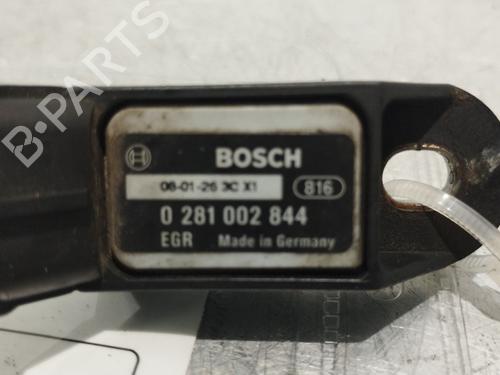 B-PARTS
BOSCH
06-01-26 3C X1
816
0 281 002 844
EGR Made in Germany